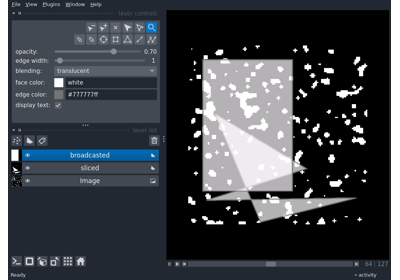 File View Plugins Window Help
layer controls
opacity: 0.70
edge width: 1
blending: translucent
face color: white
edge color: #777777ff
display text:
layer list
broadcasted
sliced
Image
64 127
Ready activity